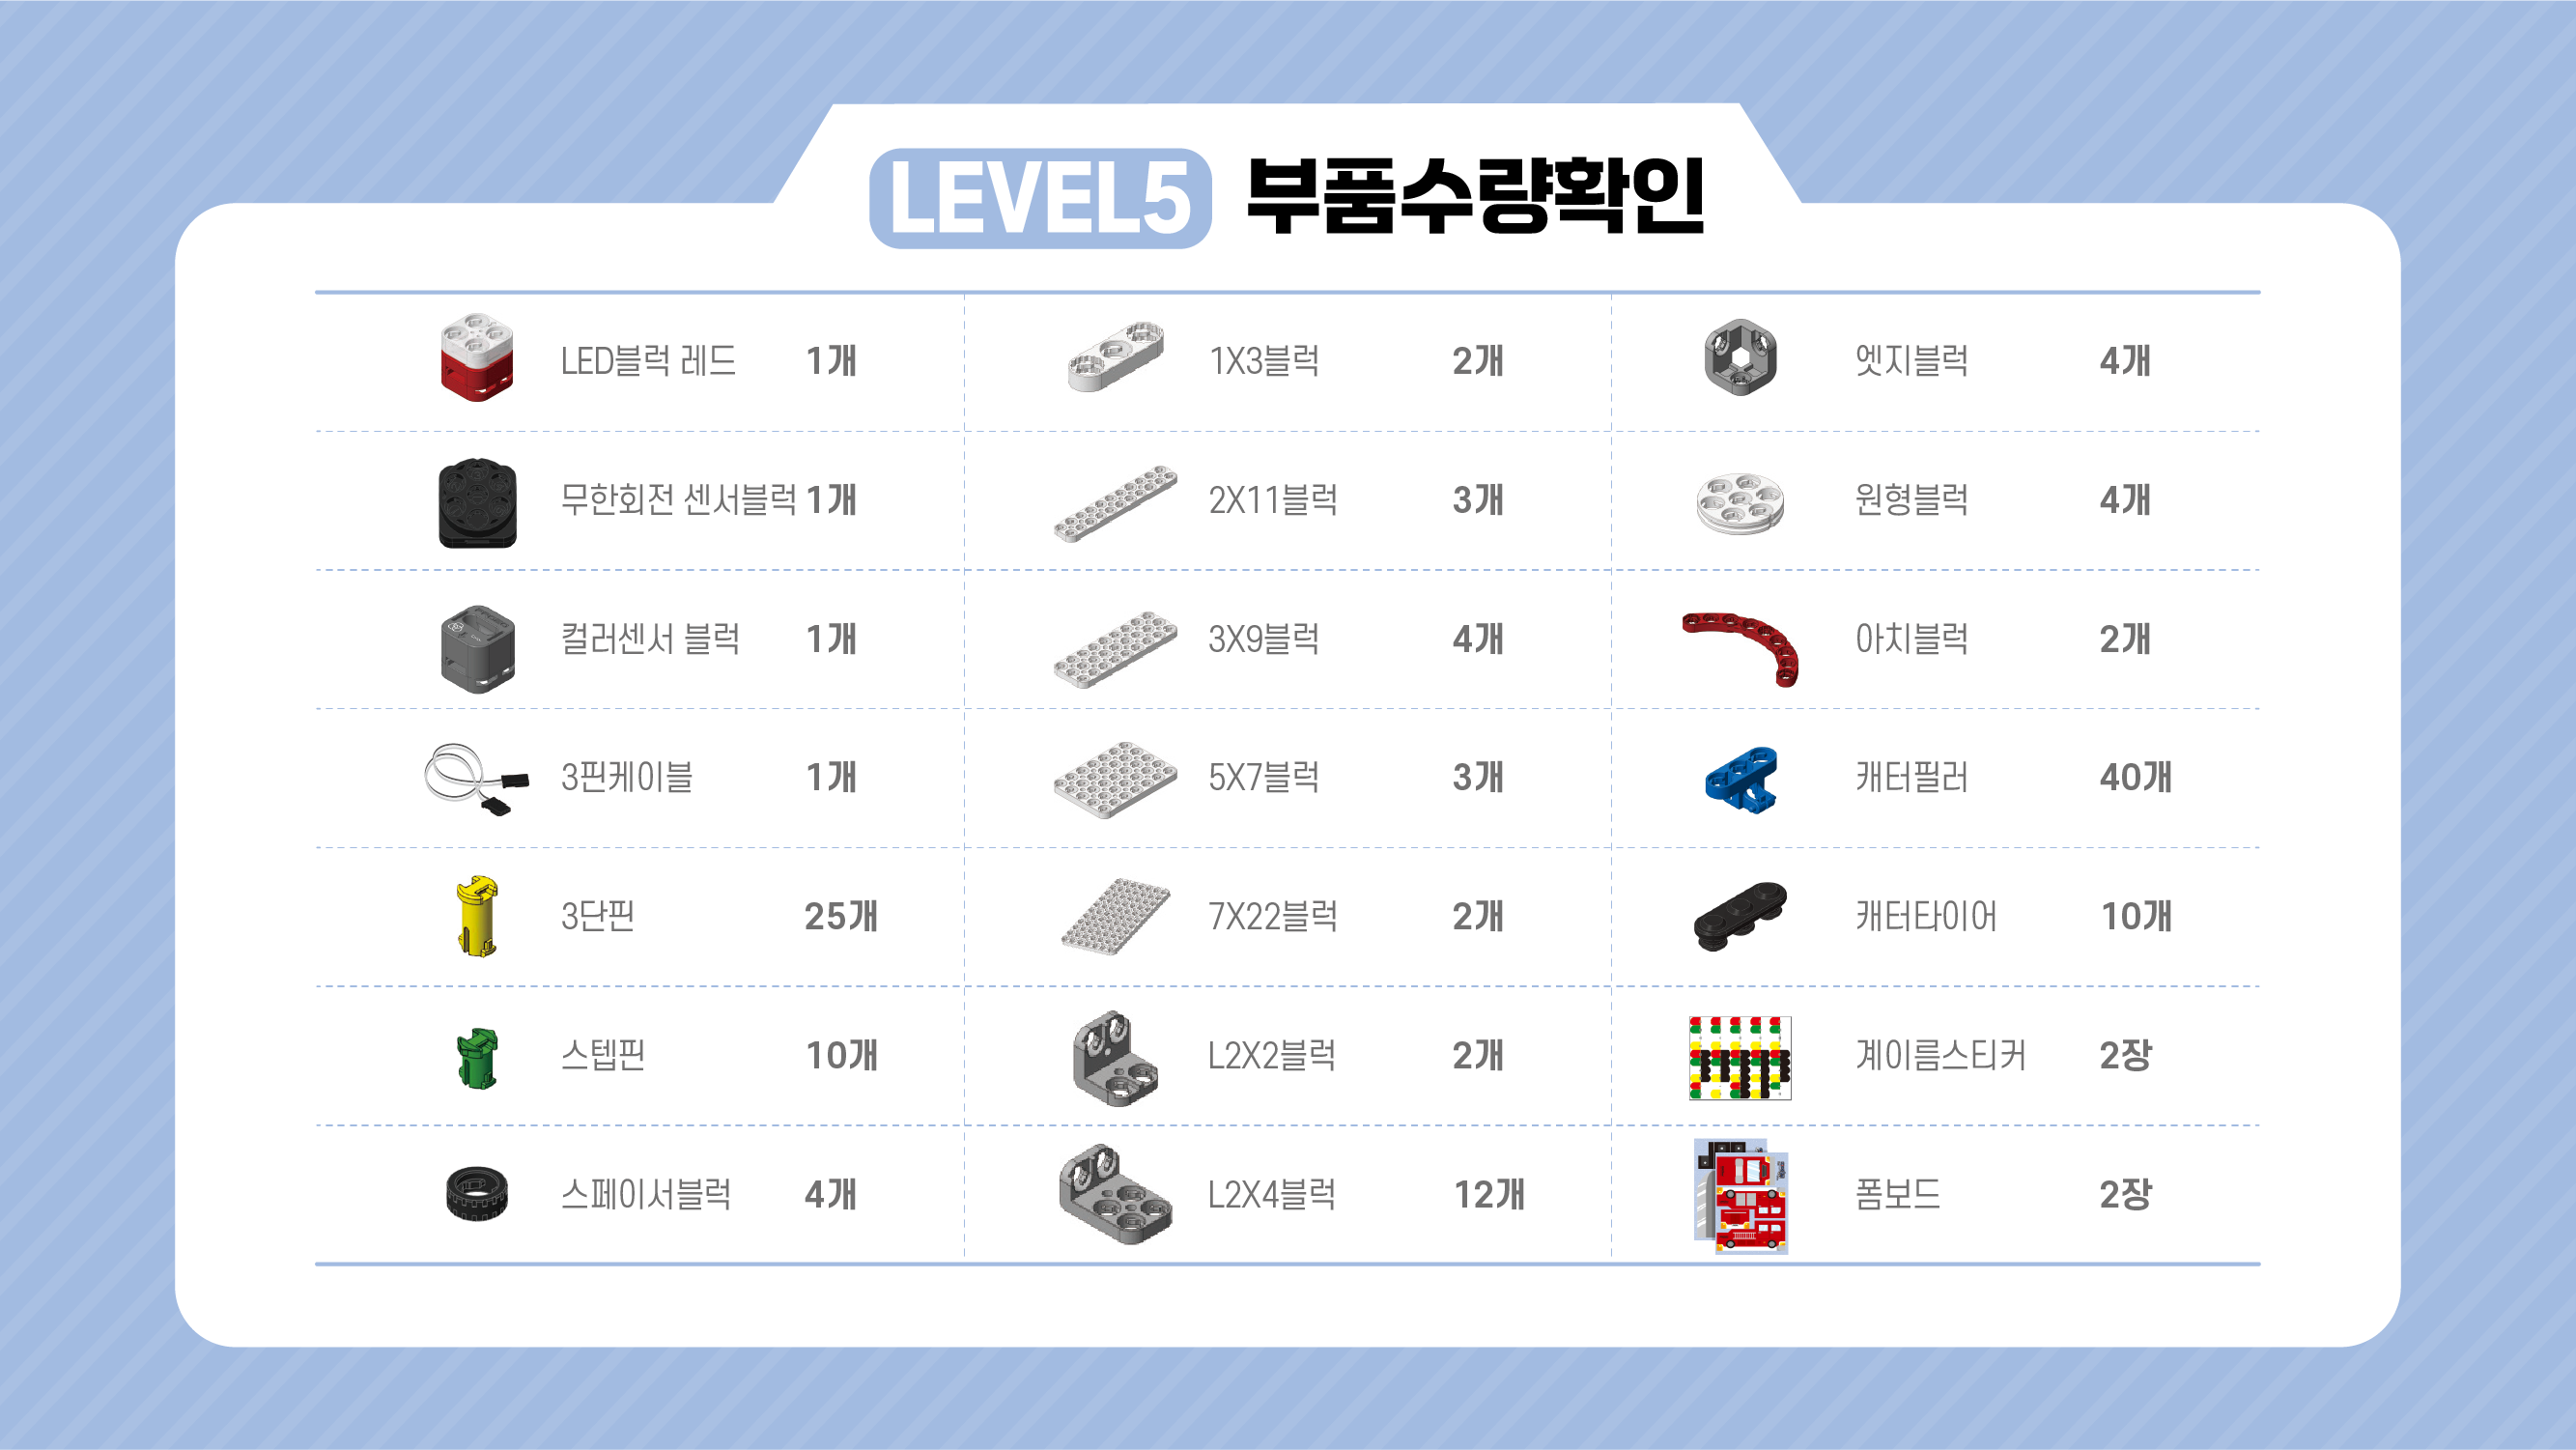 LEVEL5 부품수량확인
LED블럭 레드 1개
1X3블럭 2개
엣지블럭 4개
무한회전 센서블럭 1개
2X11블럭 3개
원형블럭 4개
컬러센서 블럭 1개
3X9블럭 4개
아치블럭 2개
3핀케이블 1개
5X7블럭 3개
캐터필러 40개
3단핀 25개
7X22블럭 2개
캐터타이어 10개
스텝핀 10개
L2X2블럭 2개
계이름스티커 2장
스페이서블럭 4개
L2X4블럭 12개
폼보드 2장